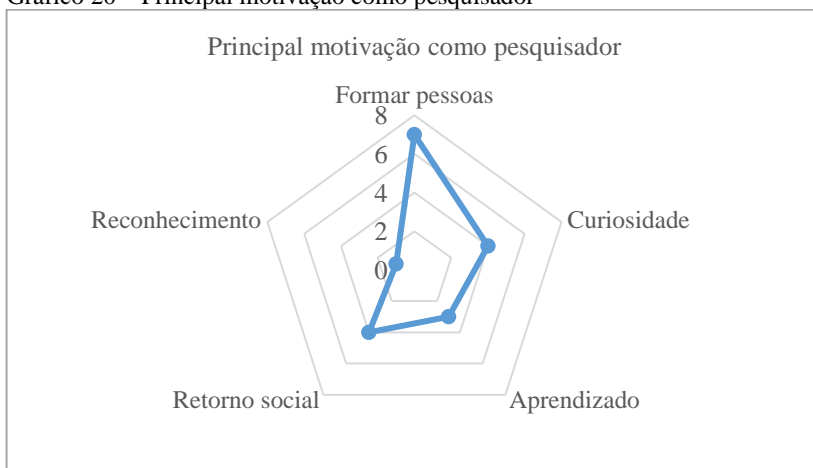 Gráfico 20 – Principal motivação como pesquisador
Principal motivação como pesquisador
Formar pessoas
8
6
4
2
0
Reconhecimento
Curiosidade
Retorno social
Aprendizado